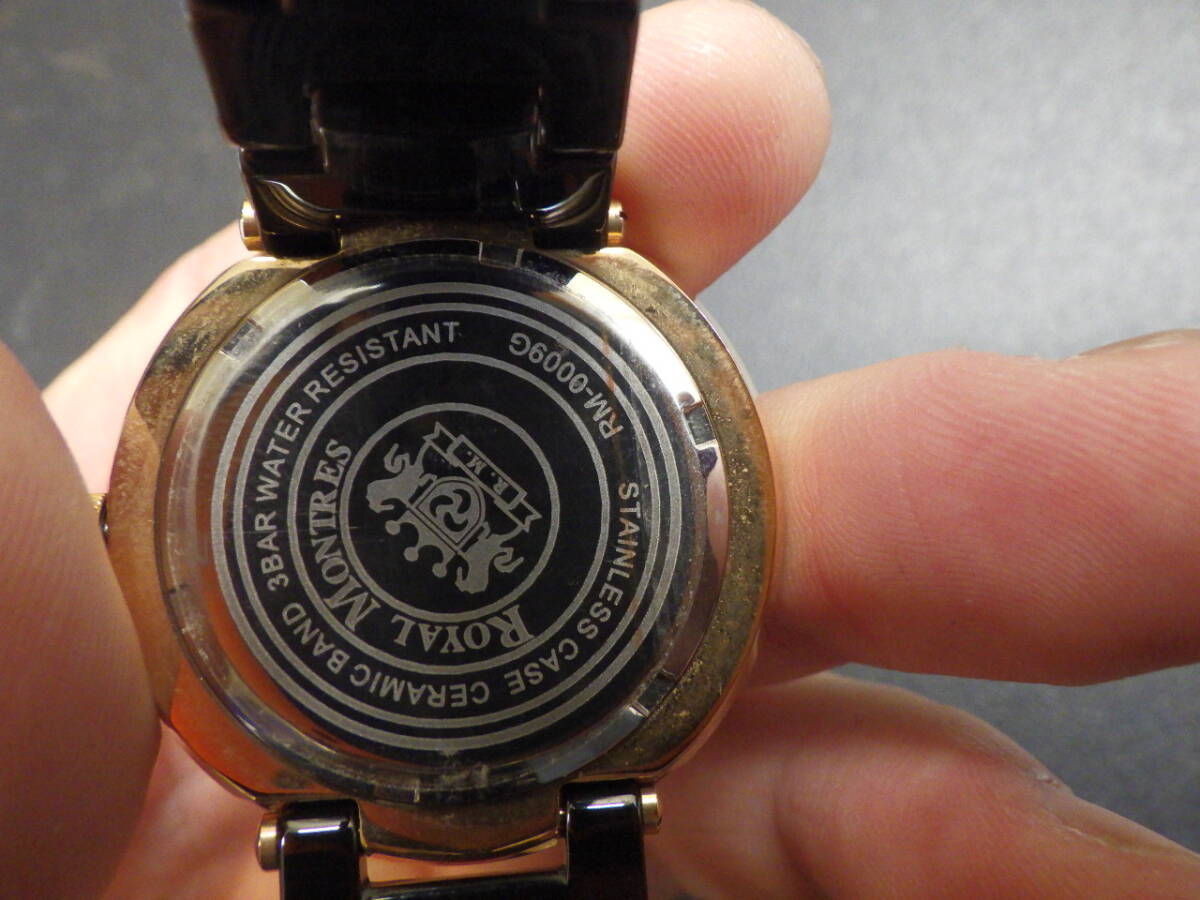 RM-0009G
STAINLESS CASE CERAMIC BAND 3BAR WATER RESISTANT
ROYAL MONTRES
R.M.